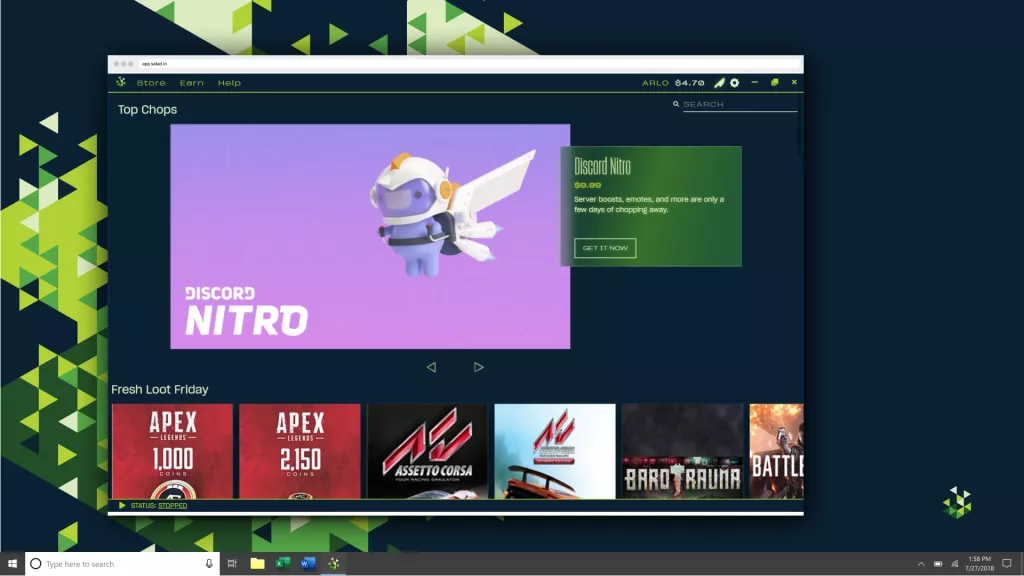 app.salad.io
Store Earn Help ARLO $4.70
Top Chops
SEARCH
Discord Nitro
$9.99
Server boosts, emotes, and more are only a
few days of chopping away.
GET IT NOW
DISCORD
NITRO
Fresh Loot Friday
APEX
LEGENDS
1,000
COINS
APEX
LEGENDS
2,150
COINS
ASSETTO CORSA
YOUR RACING SIMULATOR
BAROTRAUMA
BATTLE
STATUS: STOPPED
Type here to search
1:58 PM
7/27/2018